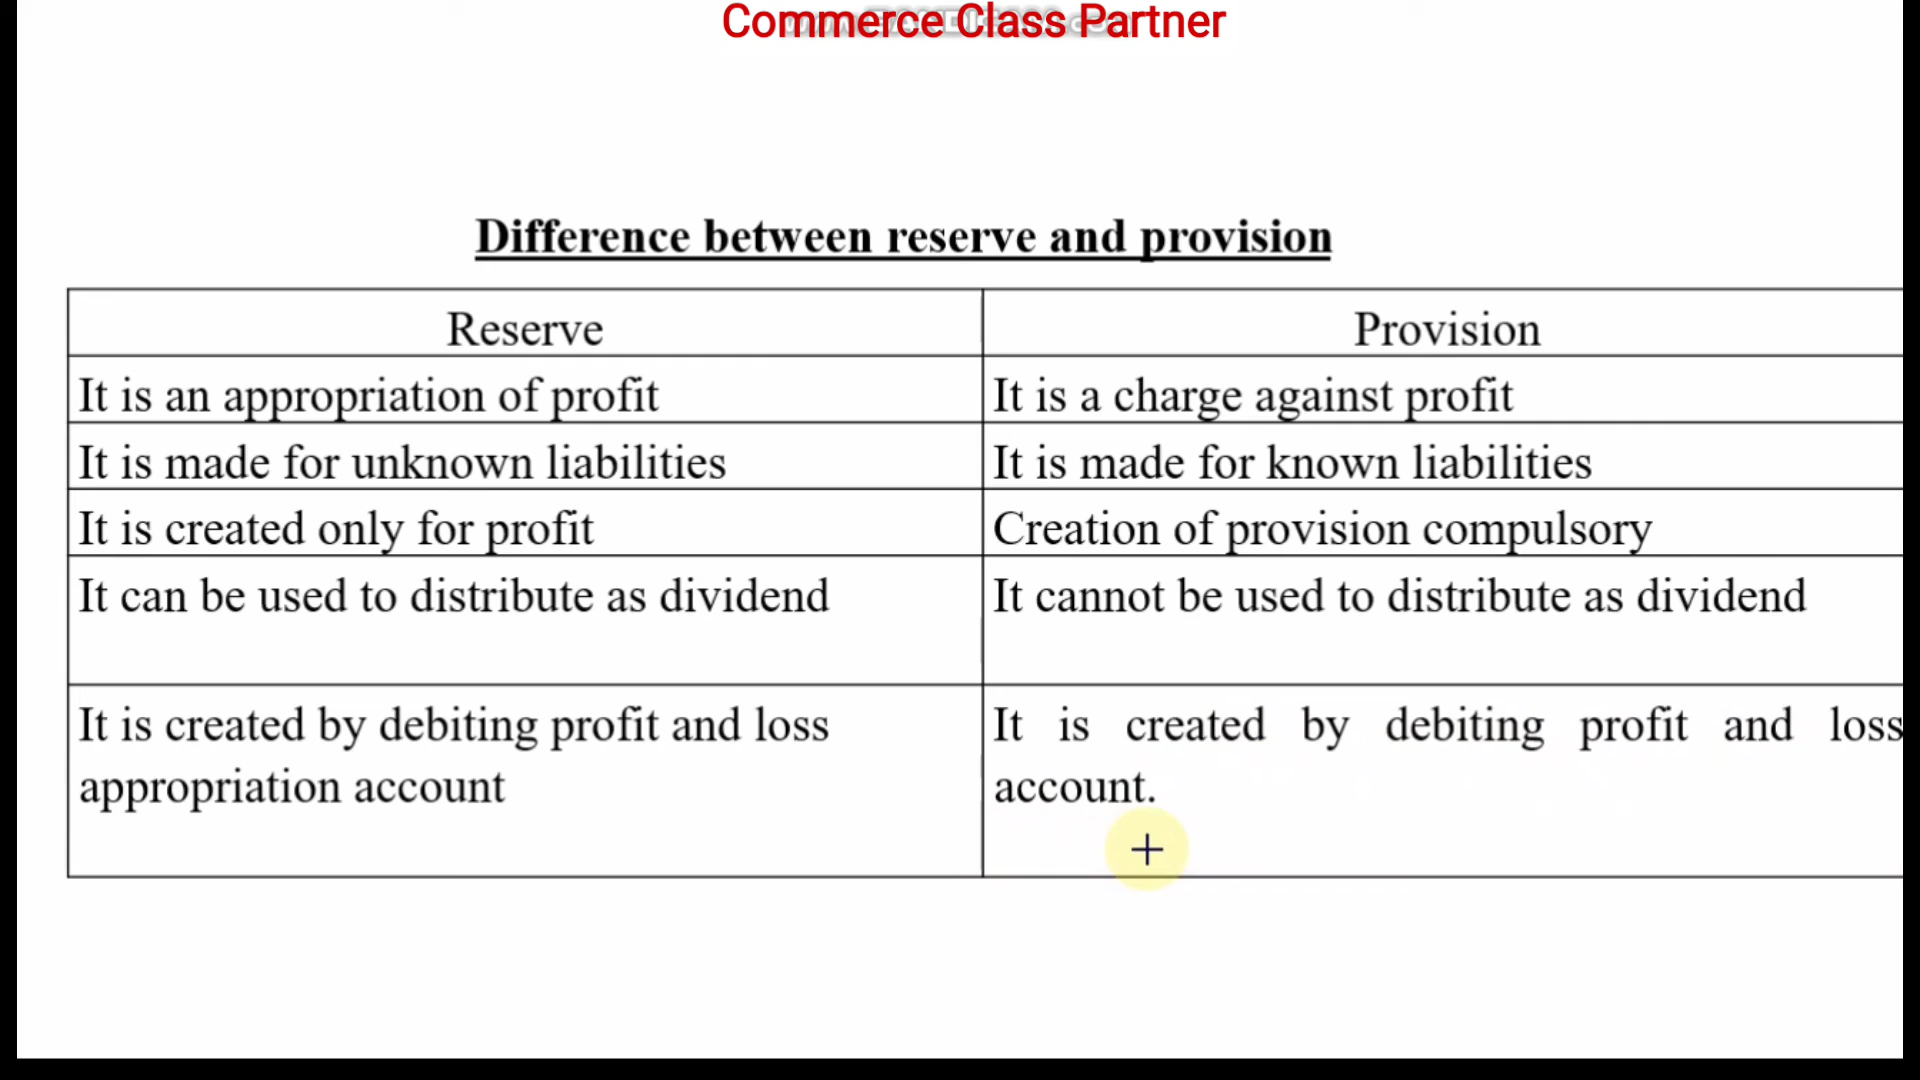 Commerce Class Partner
Difference between reserve and provision
Reserve
Provision
It is an appropriation of profit
It is a charge against profit
It is made for unknown liabilities
It is made for known liabilities
It is created only for profit
Creation of provision compulsory
It can be used to distribute as dividend
It cannot be used to distribute as dividend
It is created by debiting profit and loss
appropriation account
It is created by debiting profit and loss
account.